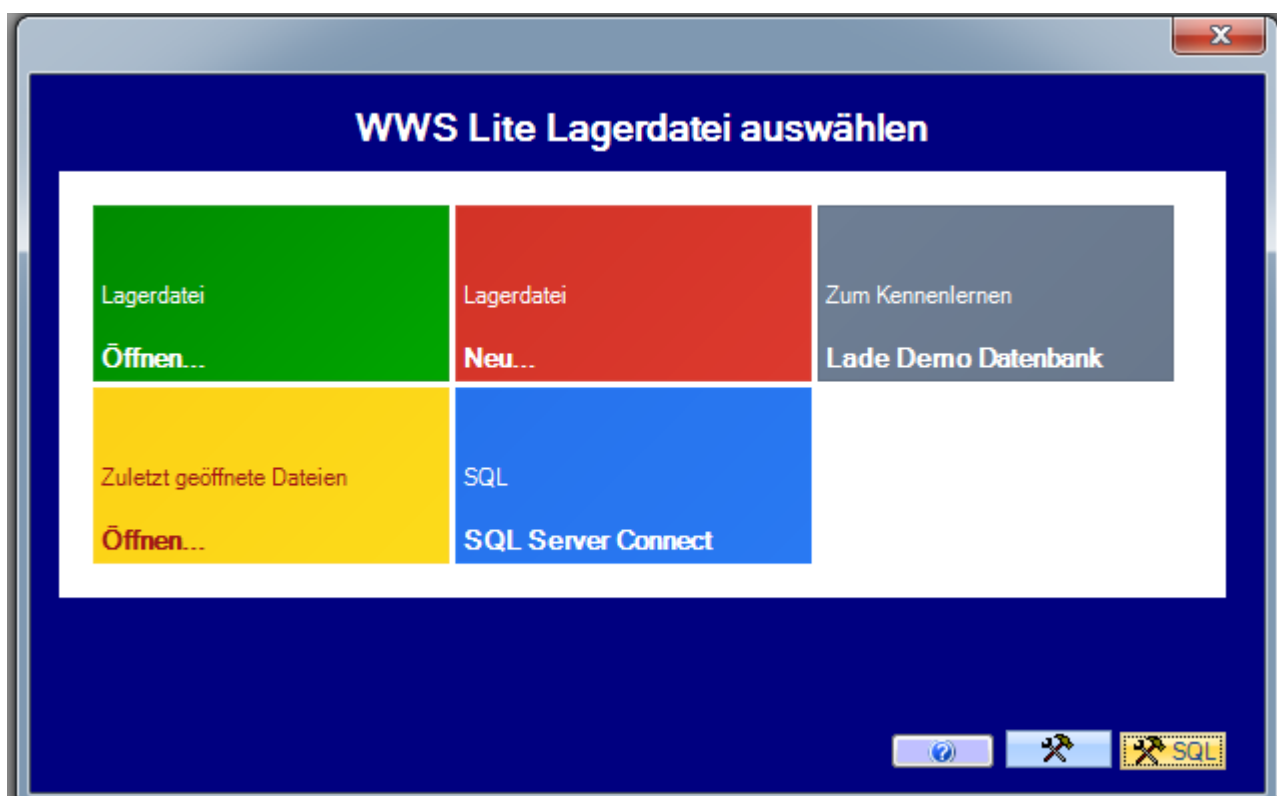 WWS Lite Lagerdatei auswählen
Lagerdatei
Öffnen...
Lagerdatei
Neu...
Zum Kennenlernen
Lade Demo Datenbank
Zuletzt geöffnete Dateien
Öffnen...
SQL
SQL Server Connect
SQL